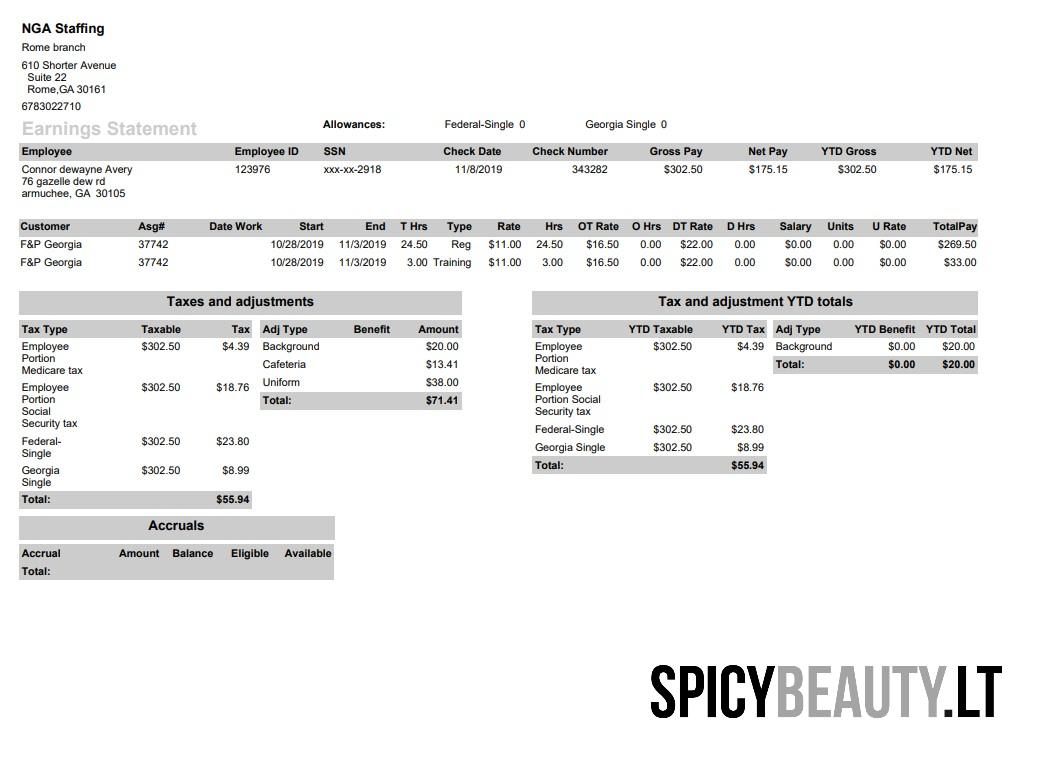 NGA Staffing
Rome branch
610 Shorter Avenue
Suite 22
Rome,GA 30161
6783022710
Earnings Statement
Allowances: Federal-Single 0 Georgia Single 0
Employee Employee ID SSN Check Date Check Number Gross Pay Net Pay YTD Gross YTD Net
Connor dewayne Avery 123976 xxx-xx-2918 11/8/2019 343282 $302.50 $175.15 $302.50 $175.15
76 gazelle dew rd
armuchee, GA 30105
Customer Asg# Date Work Start End T Hrs Type Rate Hrs OT Rate O Hrs DT Rate D Hrs Salary Units U Rate TotalPay
F&P Georgia 37742 10/28/2019 11/3/2019 24.50 Reg $11.00 24.50 $16.50 0.00 $22.00 0.00 $0.00 $0.00 $0.00 $269.50
F&P Georgia 37742 10/28/2019 11/3/2019 3.00 Training $11.00 3.00 $16.50 0.00 $22.00 0.00 $0.00 $0.00 $0.00 $33.00
Taxes and adjustments
Tax Type Taxable Tax
Employee $302.50 $4.39
Portion
Medicare tax
Employee $302.50 $18.76
Portion
Social
Security tax
Federal- $302.50 $23.80
Single
Georgia $302.50 $8.99
Single
Total: $55.94
Adj Type Benefit Amount
Background $20.00
Cafeteria $13.41
Uniform $38.00
Total: $71.41
Tax and adjustment YTD totals
Tax Type YTD Taxable YTD Tax
Employee $302.50 $4.39
Portion
Medicare tax
Employee $302.50 $18.76
Portion Social
Security tax
Federal-Single $302.50 $23.80
Georgia Single $302.50 $8.99
Total: $55.94
Adj Type YTD Benefit YTD Total
Background $0.00 $20.00
Total: $0.00 $20.00
Accruals
Accrual Amount Balance Eligible Available
Total:
SPICYBEAUTY.LT